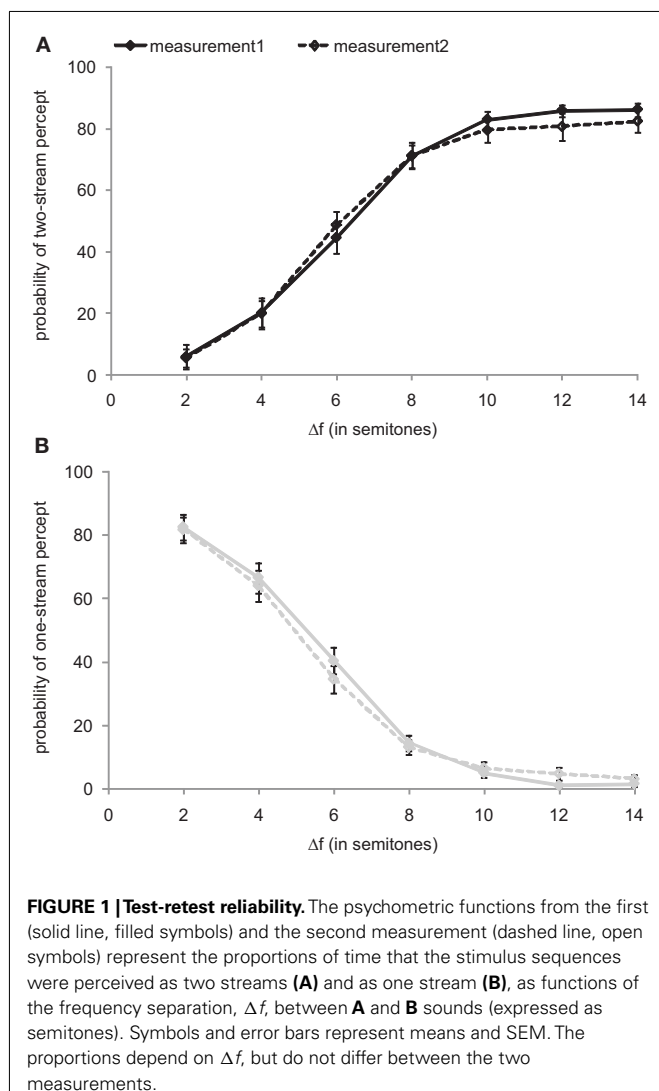 A
measurement1 measurement2
100
80
60
40
20
0
probability of two-stream percept
0 2 4 6 8 10 12 14
Δf (in semitones)
B
100
80
60
40
20
0
probability of one-stream percept
0 2 4 6 8 10 12 14
Δf (in semitones)
FIGURE 1 | Test-retest reliability. The psychometric functions from the first
(solid line, filled symbols) and the second measurement (dashed line, open
symbols) represent the proportions of time that the stimulus sequences
were perceived as two streams (A) and as one stream (B), as functions of
the frequency separation, Δf, between A and B sounds (expressed as
semitones). Symbols and error bars represent means and SEM. The
proportions depend on Δf, but do not differ between the two
measurements.